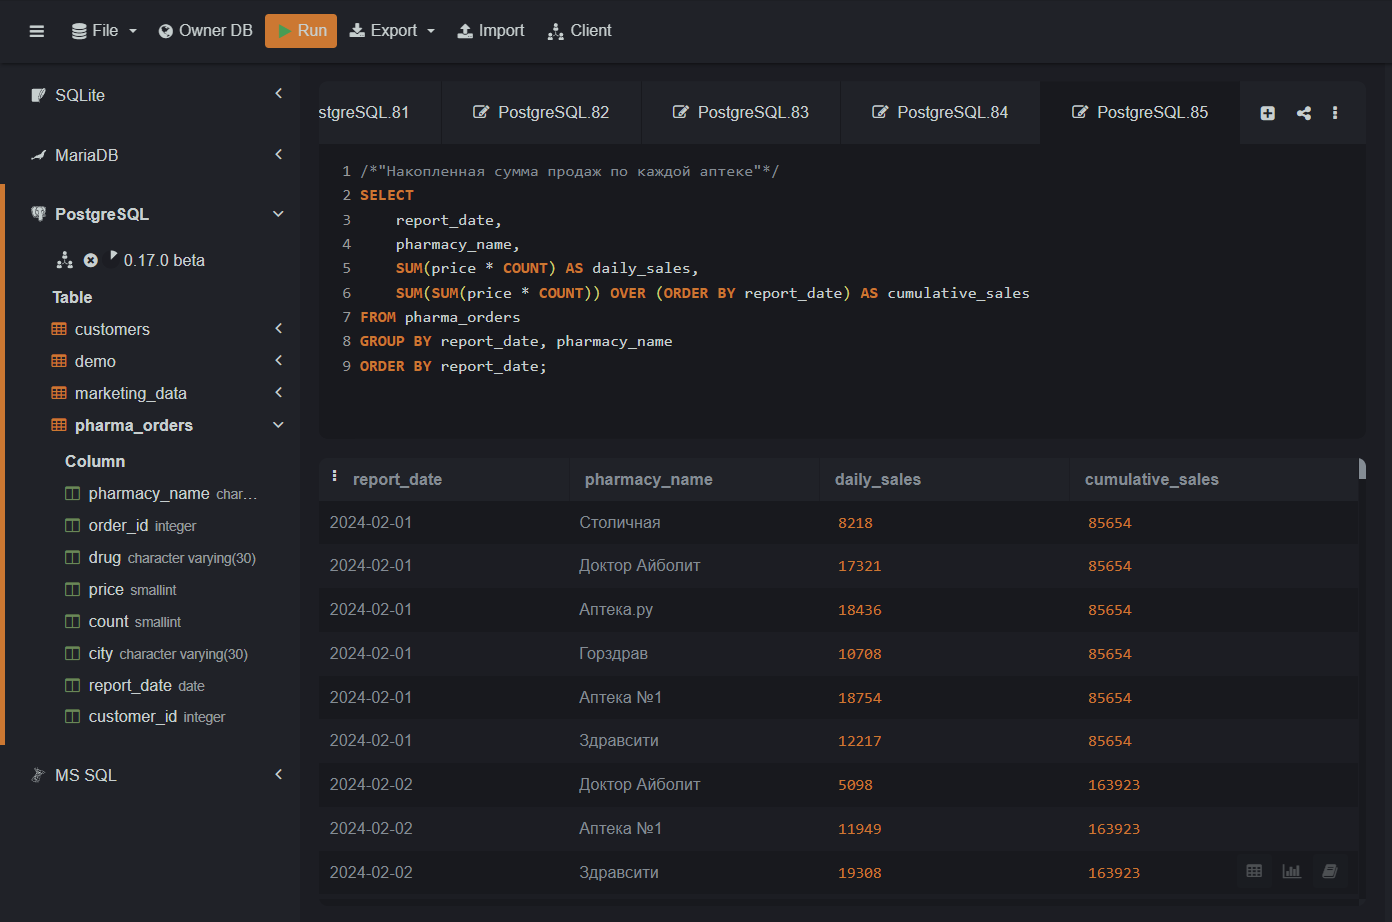 File Owner DB Run Export Import Client
SQLite
MariaDB
PostgreSQL
0.17.0 beta
Table
customers
demo
marketing_data
pharma_orders
Column
pharmacy_name char...
order_id integer
drug character varying(30)
price smallint
count smallint
city character varying(30)
report_date date
customer_id integer
MS SQL
stgreSQL.81 PostgreSQL.82 PostgreSQL.83 PostgreSQL.84 PostgreSQL.85
1 /*"Накопленная сумма продаж по каждой аптеке"*/
2 SELECT
3 report_date,
4 pharmacy_name,
5 SUM(price * COUNT) AS daily_sales,
6 SUM(SUM(price * COUNT)) OVER (ORDER BY report_date) AS cumulative_sales
7 FROM pharma_orders
8 GROUP BY report_date, pharmacy_name
9 ORDER BY report_date;
report_date pharmacy_name daily_sales cumulative_sales
2024-02-01 Столичная 8218 85654
2024-02-01 Доктор Айболит 17321 85654
2024-02-01 Аптека.ру 18436 85654
2024-02-01 Горздрав 10708 85654
2024-02-01 Аптека №1 18754 85654
2024-02-01 Здравсити 12217 85654
2024-02-02 Доктор Айболит 5098 163923
2024-02-02 Аптека №1 11949 163923
2024-02-02 Здравсити 19308 163923